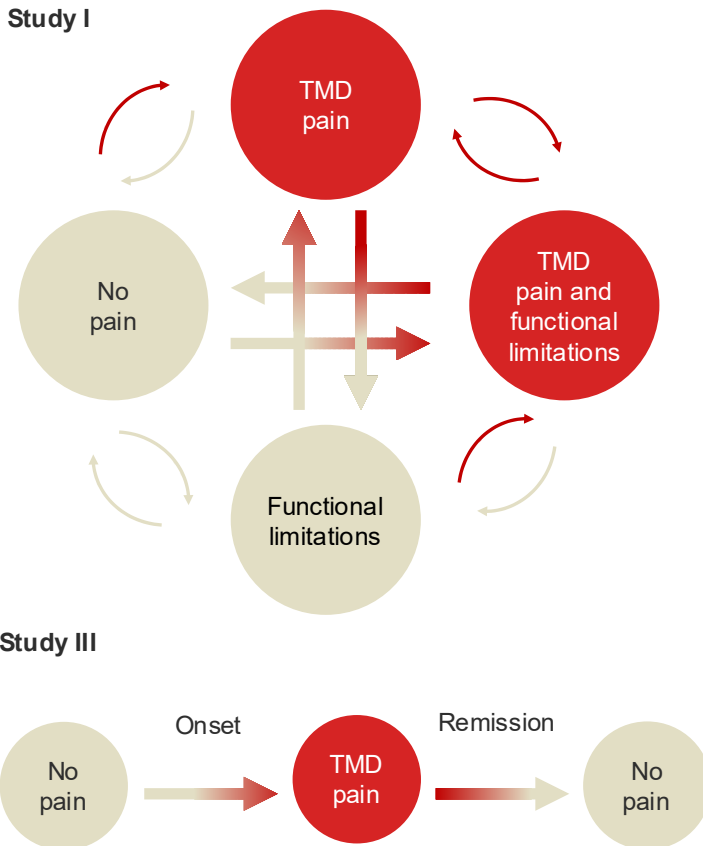 Study I
TMD
pain
No
pain
TMD
pain and
functional
limitations
Functional
limitations
Study III
Onset
Remission
No
pain
TMD
pain
No
pain